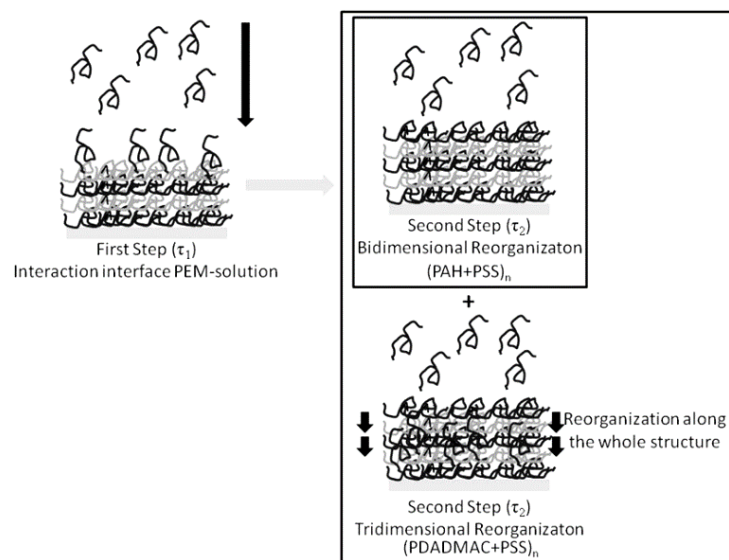 First Step (τ₁)
Interaction interface PEM-solution
Second Step (τ₂)
Bidimensional Reorganizaton
(PAH+PSS)ₙ
+
Reorganization along
the whole structure
Second Step (τ₂)
Tridimensional Reorganizaton
(PDADMAC+PSS)ₙ